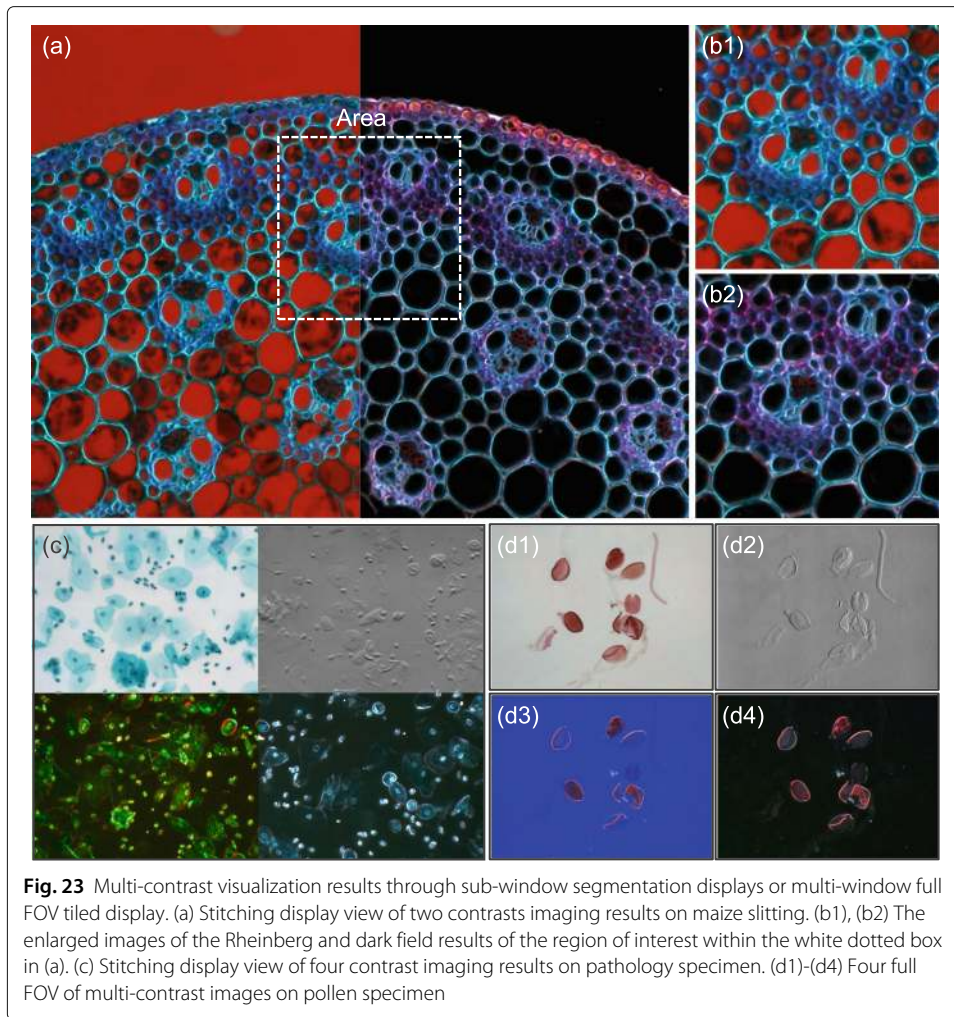 (a)
Area
(b1)
(b2)
(c)
(d1)
(d2)
(d3)
(d4)
Fig. 23 Multi-contrast visualization results through sub-window segmentation displays or multi-window full
FOV tiled display. (a) Stitching display view of two contrasts imaging results on maize slitting. (b1), (b2) The
enlarged images of the Rheinberg and dark field results of the region of interest within the white dotted box
in (a). (c) Stitching display view of four contrast imaging results on pathology specimen. (d1)-(d4) Four full
FOV of multi-contrast images on pollen specimen